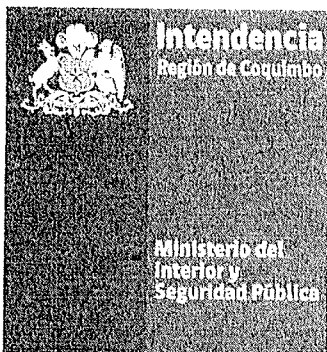 Intendencia
Región de Coquimbo
Ministerio del
Interior y
Seguridad Pública